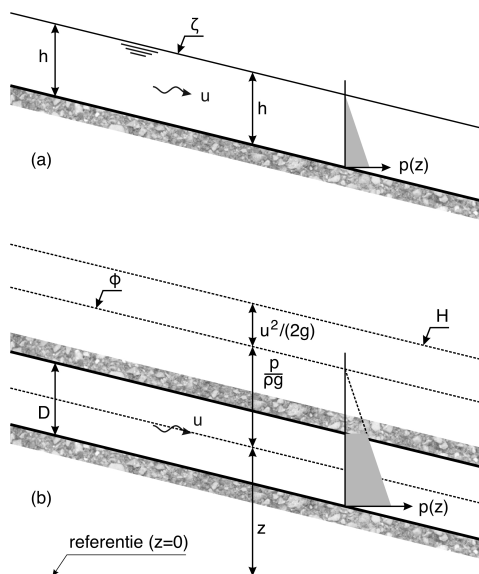 ζ
h
u
h
p(z)
(a)
ϕ
H
u²/(2g)
p
ρg
D
u
p(z)
(b)
z
referentie (z=0)